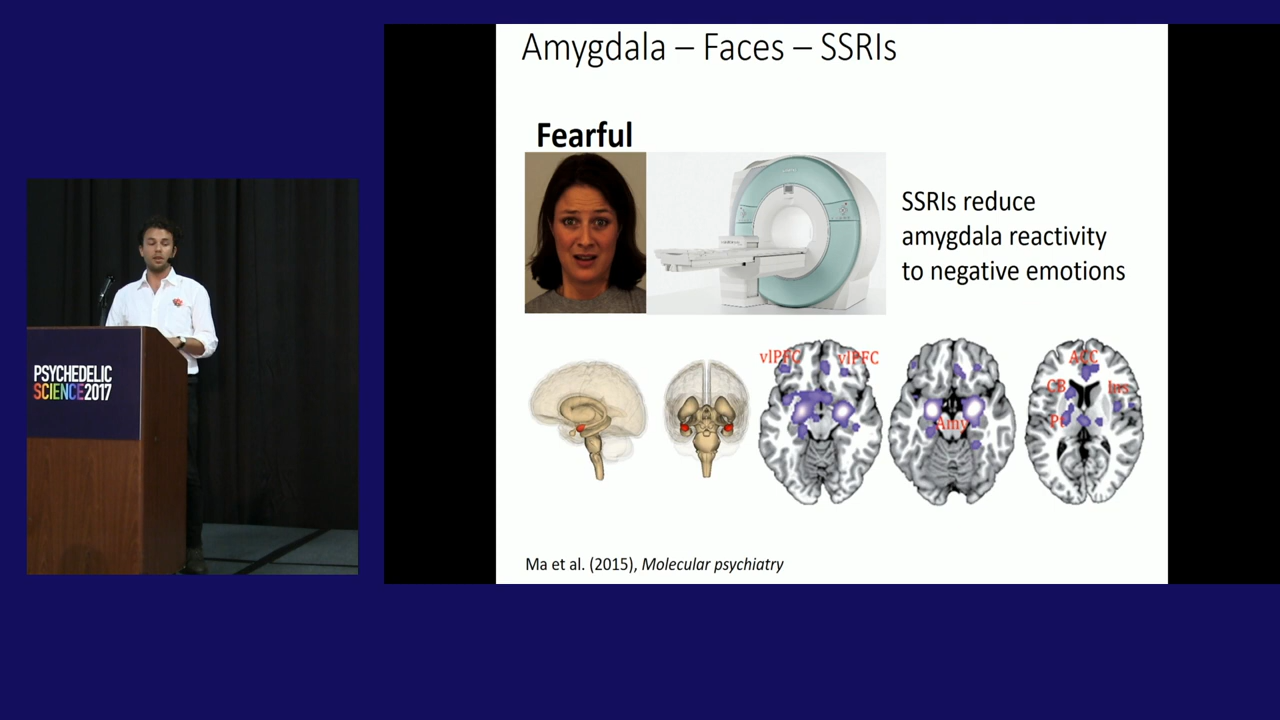 Amygdala – Faces – SSRIs
Fearful
SSRIs reduce
amygdala reactivity
to negative emotions
vlPFC
vlPFC
Amy
ACC
CB
Ins
Ma et al. (2015), Molecular psychiatry
PSYCHEDELIC
SCIENCE2017